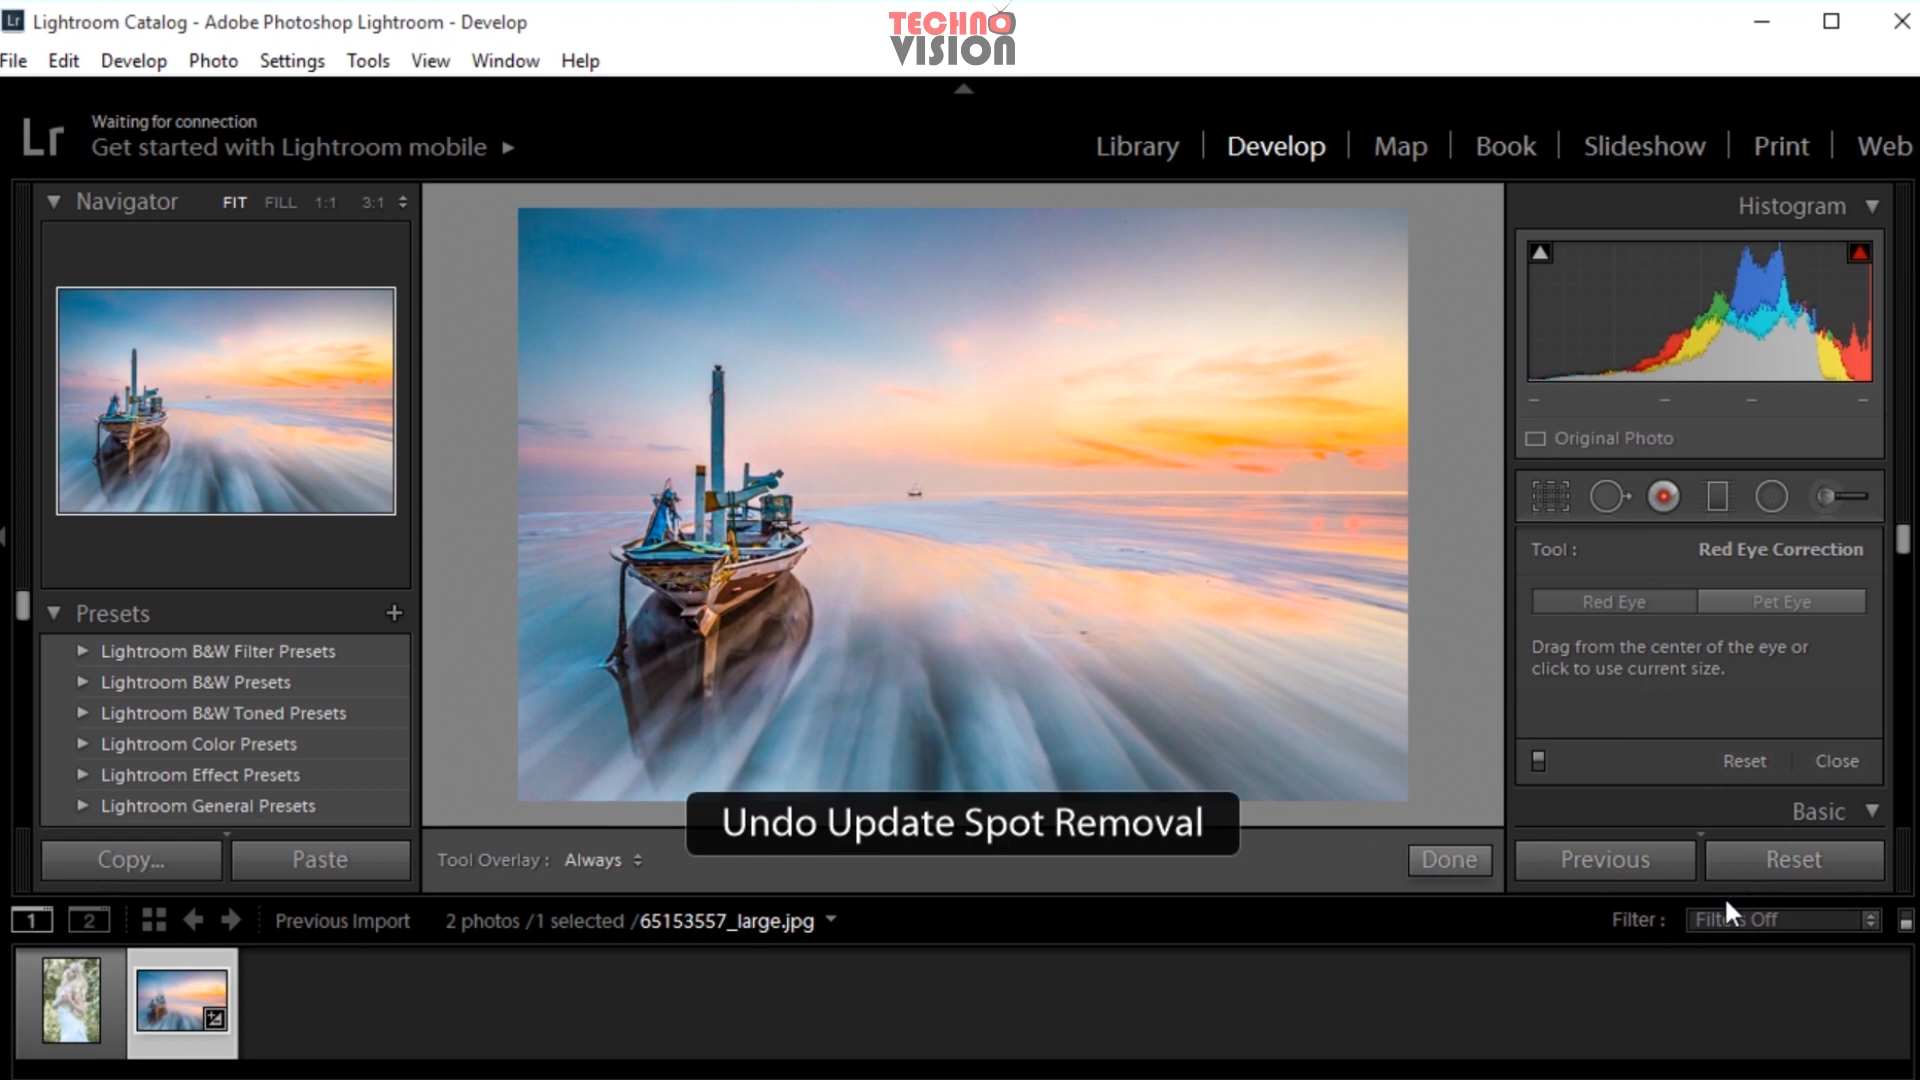 Lr Lightroom Catalog - Adobe Photoshop Lightroom - Develop
TECHNO
VISION
File Edit Develop Photo Settings Tools View Window Help
Lr
Waiting for connection
Get started with Lightroom mobile
Library | Develop | Map | Book | Slideshow | Print | Web
Navigator FIT FILL 1:1 3:1
Histogram
Original Photo
Tool : Red Eye Correction
Red Eye Pet Eye
Drag from the center of the eye or
click to use current size.
Reset Close
Basic
Presets +
Lightroom B&W Filter Presets
Lightroom B&W Presets
Lightroom B&W Toned Presets
Lightroom Color Presets
Lightroom Effect Presets
Lightroom General Presets
Undo Update Spot Removal
Copy... Paste
Tool Overlay : Always
Done
Previous Reset
1 2 Previous Import 2 photos /1 selected /65153557_large.jpg
Filter : Filters Off